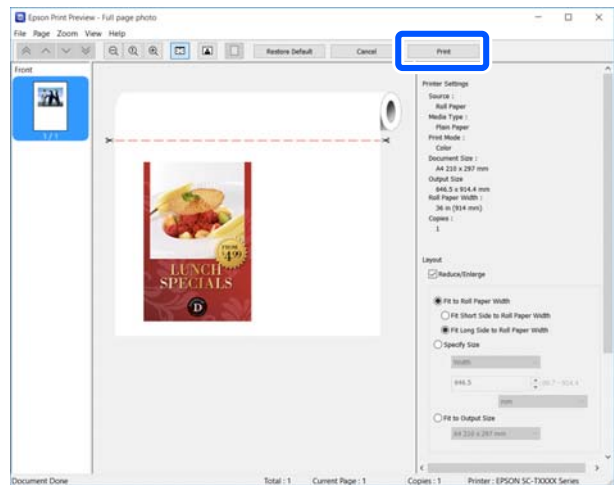 Epson Print Preview - Full page photo
File Page Zoom View Help
Restore Default Cancel Print
Front
1 / 1
FROM
$4.99
LUNCH
SPECIALS
D
Printer Settings
Source :
Roll Paper
Media Type :
Plain Paper
Print Mode :
Color
Document Size :
A4 210 x 297 mm
Output Size
646.5 x 914.4 mm
Roll Paper Width :
36 in (914 mm)
Copies :
1
Layout
Reduce/Enlarge
Fit to Roll Paper Width
Fit Short Side to Roll Paper Width
Fit Long Side to Roll Paper Width
Specify Size
Width
646.5
mm
Fit to Output Size
A4 210 x 297 mm
Document Done Total : 1 Current Page : 1 Copies : 1 Printer : EPSON SC-TXXXX Series